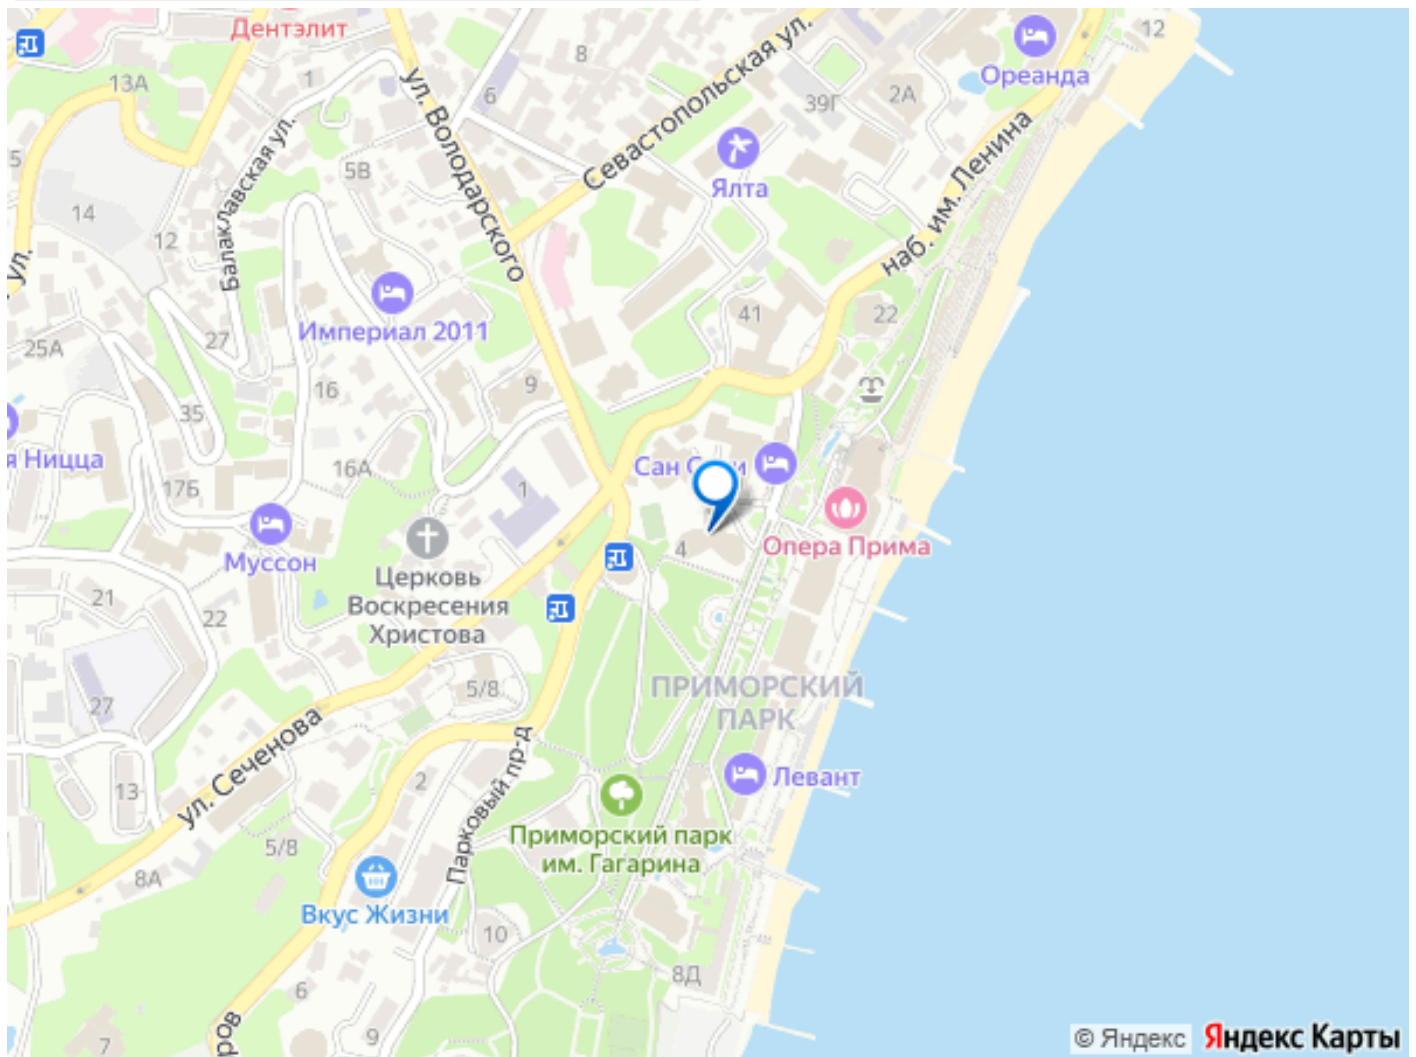 Дентэлит
12
8
Ореанда
13А
1
6
39Г
2А
ул. Володарского
Севастопольская ул.
наб. им. Ленина
5В
Ялта
5
14
12
Балаклавская ул.
ул.
Империал 2011
41
22
25А
27
16
9
35
я Ницца
16А
Сан
17Б
1
Муссон
4
Опера Прима
Церковь
Воскресения
Христова
21
22
27
5/8
ПРИМОРСКИЙ
ПАРК
ул. Сеченова
Парковый пр-д
13
2
Левант
5/8
Приморский парк
им. Гагарина
8А
Вкус Жизни
10
8Д
6
7
9
ров
© Яндекс
Яндекс Карты